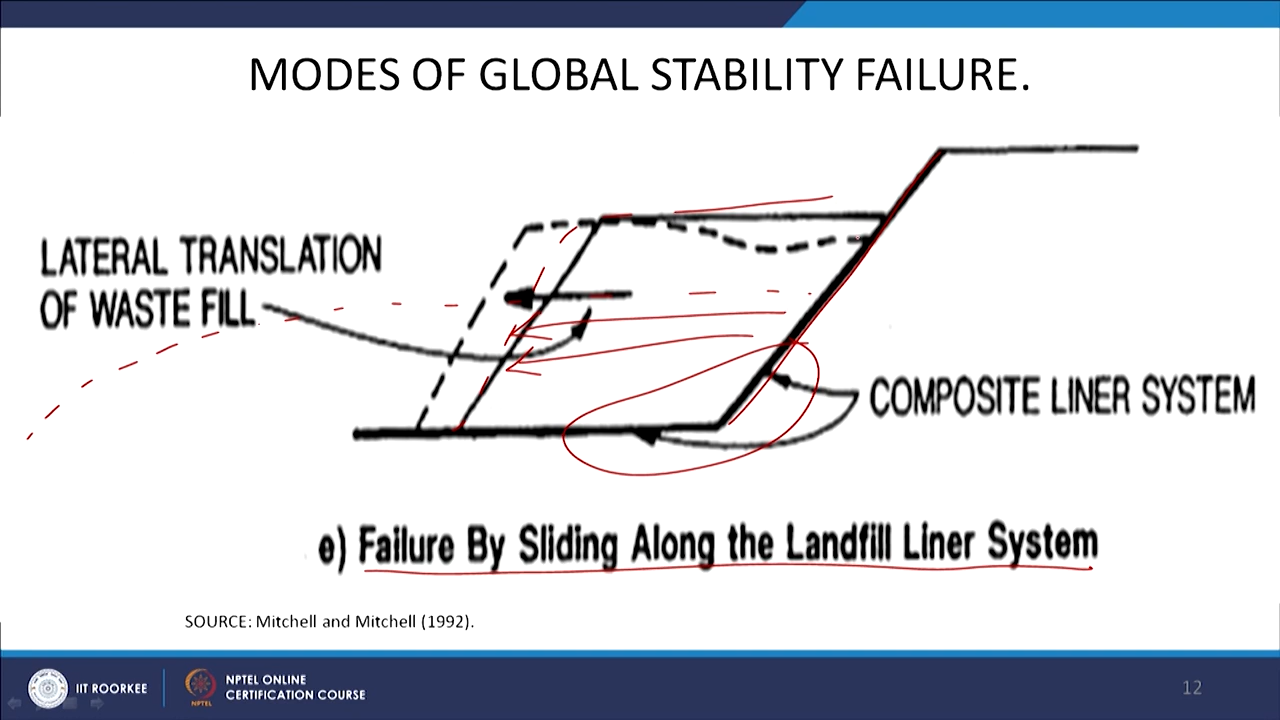 MODES OF GLOBAL STABILITY FAILURE.
LATERAL TRANSLATION
OF WASTE FILL
COMPOSITE LINER SYSTEM
e) Failure By Sliding Along the Landfill Liner System
SOURCE: Mitchell and Mitchell (1992).
IIT ROORKEE
NPTEL
NPTEL ONLINE
CERTIFICATION COURSE
12